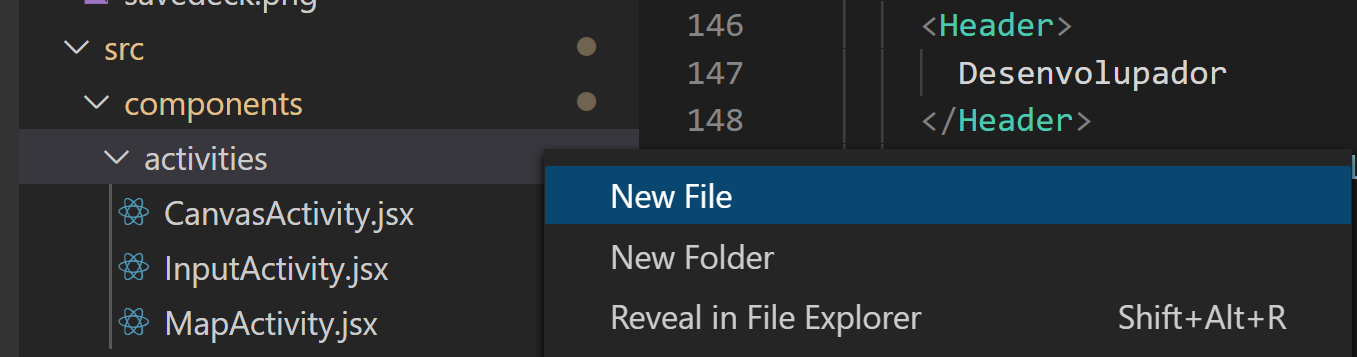 savedeck.png
src
components
activities
CanvasActivity.jsx
InputActivity.jsx
MapActivity.jsx
146 <Header>
147 Desenvolupador
148 </Header>
New File
New Folder
Reveal in File Explorer Shift+Alt+R